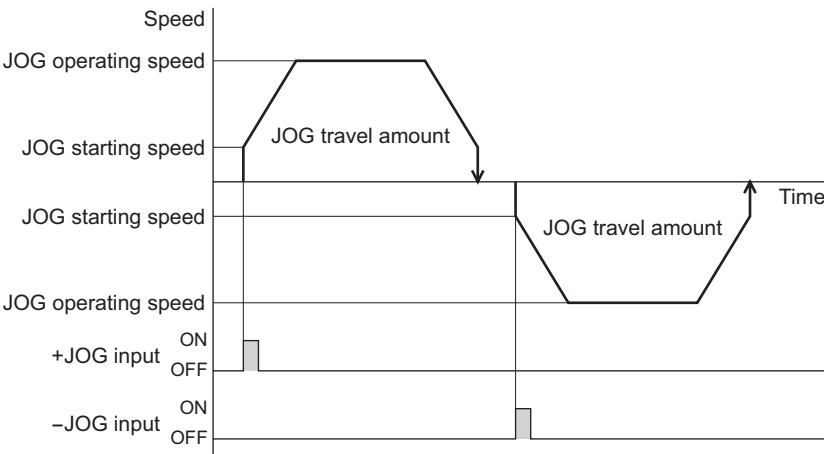 Speed
JOG operating speed
JOG travel amount
JOG starting speed
Time
JOG starting speed
JOG travel amount
JOG operating speed
ON
+JOG input
OFF
ON
−JOG input
OFF